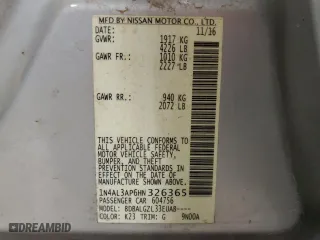 MFD BY NISSAN MOTOR CO., LTD.
DATE: 11/16
GVWR: 1917 KG
4226 LB
GAWR FR: 1010 KG
2227 LB
GAWR RR: 940 KG
2072 LB
THIS VEHICLE CONFORMS TO ALL
APPLICABLE FEDERAL
MOTOR VEHICLE SAFETY,
BUMPER, AND THEFT
PREVENTION STANDARDS
IN EFFECT ON THE DATE
OF MANUFACTURE SHOWN ABOVE.
1N4AL3AP6HN326365
PASSENGER CAR 604756
MODEL: BDBALGZL33EUAB----
COLOR: K23 TRIM: G 9N00A